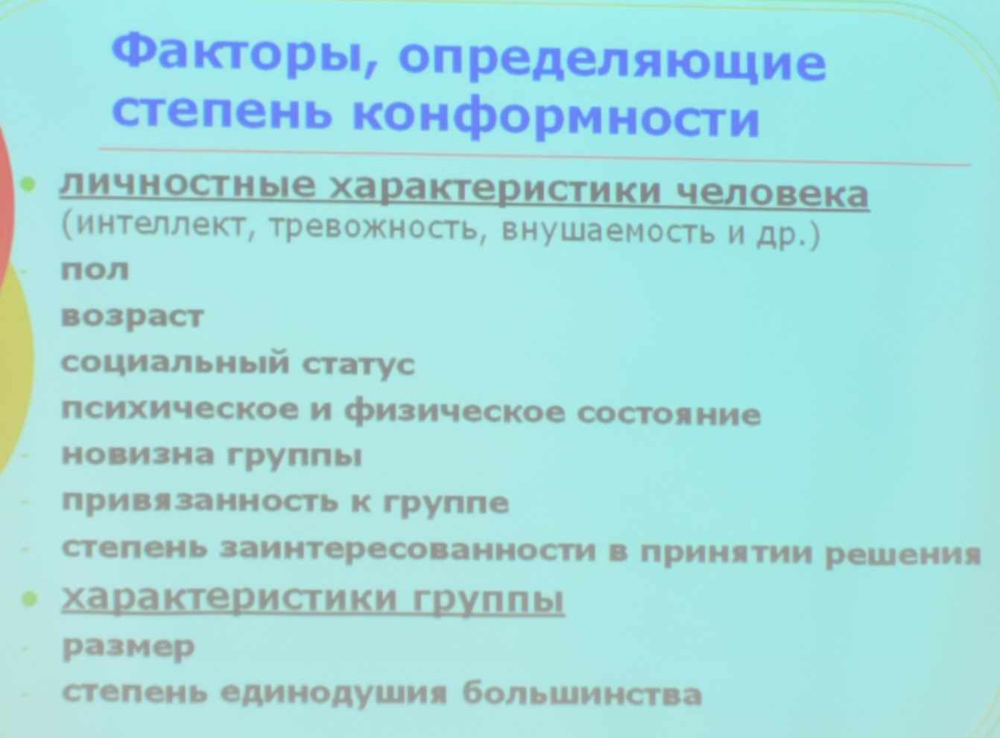 Факторы, определяющие
степень конформности
• личностные характеристики человека
(интеллект, тревожность, внушаемость и др.)
- пол
возраст
социальный статус
психическое и физическое состояние
- новизна группы
- привязанность к группе
- степень заинтересованности в принятии решения
• характеристики группы
- размер
- степень единодушия большинства